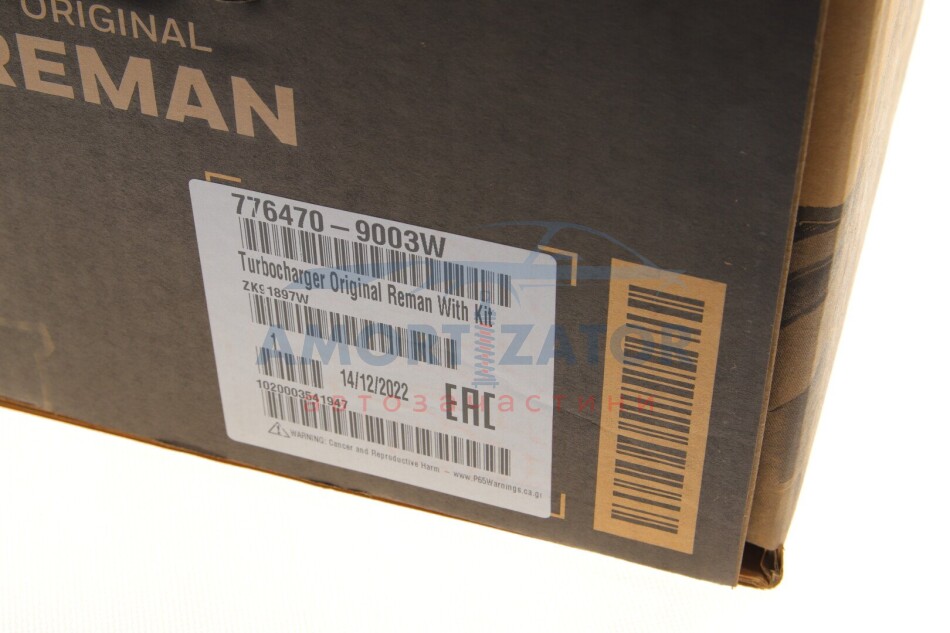 ORIGINAL
REMAN
776470-9003W
Turbocharger Original Reman With Kit
ZK91897W
1
14/12/2022
EAC
1020003541947
WARNING: Cancer and Reproductive Harm - www.P65Warnings.ca.gov
AMORTIZATOR
автозапчастини